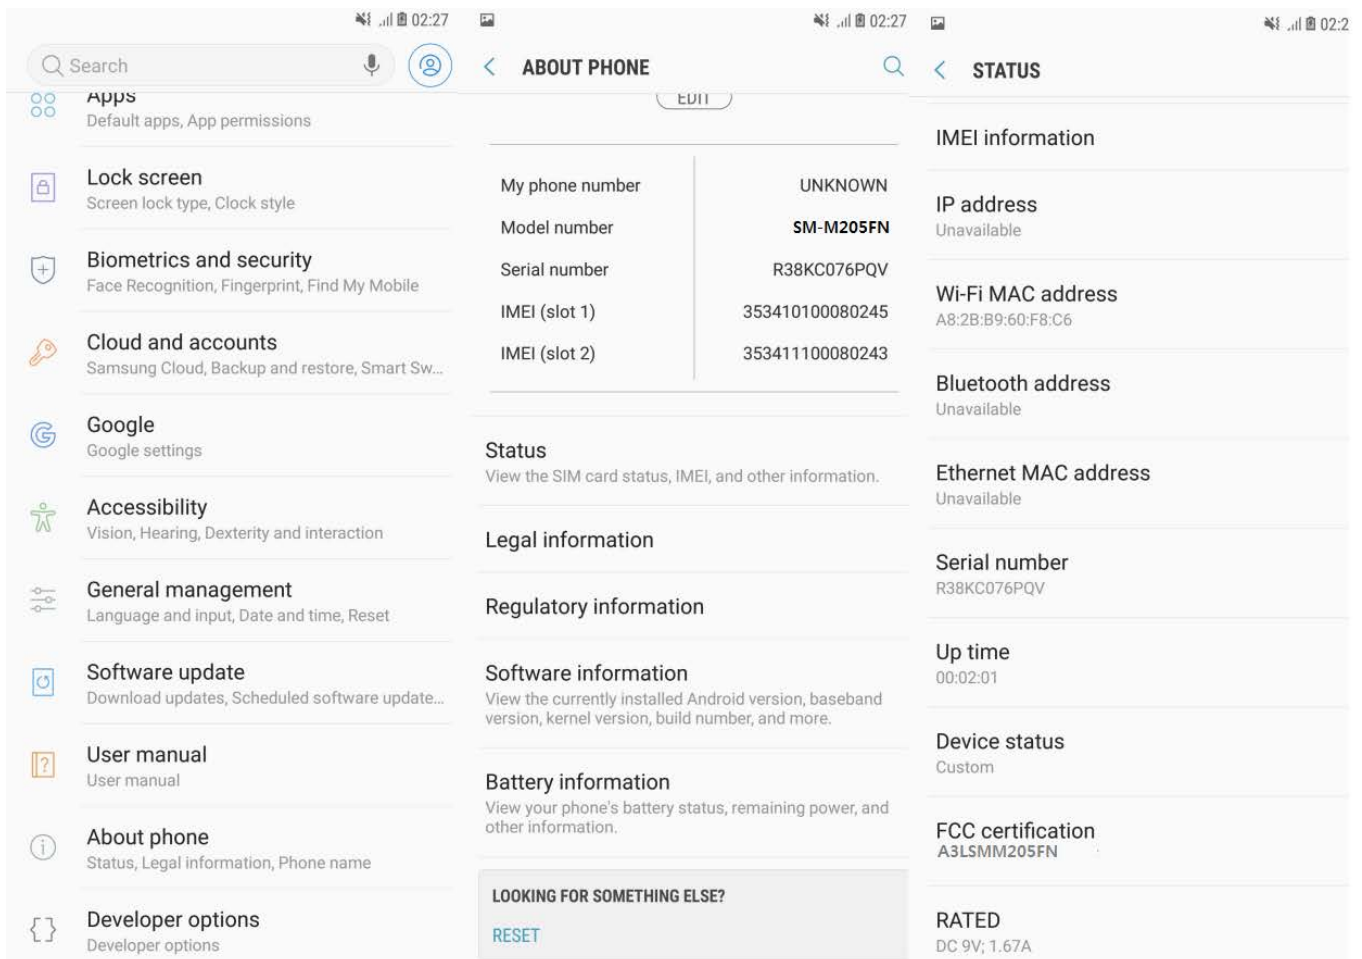 02:27
Search
Apps
Default apps, App permissions
Lock screen
Screen lock type, Clock style
Biometrics and security
Face Recognition, Fingerprint, Find My Mobile
Cloud and accounts
Samsung Cloud, Backup and restore, Smart Sw...
Google
Google settings
Accessibility
Vision, Hearing, Dexterity and interaction
General management
Language and input, Date and time, Reset
Software update
Download updates, Scheduled software update...
User manual
User manual
About phone
Status, Legal information, Phone name
Developer options
Developer options
02:27
ABOUT PHONE
EDIT
My phone number UNKNOWN
Model number SM-M205FN
Serial number R38KC076PQV
IMEI (slot 1) 353410100080245
IMEI (slot 2) 353411100080243
Status
View the SIM card status, IMEI, and other information.
Legal information
Regulatory information
Software information
View the currently installed Android version, baseband
version, kernel version, build number, and more.
Battery information
View your phone's battery status, remaining power, and
other information.
LOOKING FOR SOMETHING ELSE?
RESET
02:2
STATUS
IMEI information
IP address
Unavailable
Wi-Fi MAC address
A8:2B:B9:60:F8:C6
Bluetooth address
Unavailable
Ethernet MAC address
Unavailable
Serial number
R38KC076PQV
Up time
00:02:01
Device status
Custom
FCC certification
A3LSMM205FN
RATED
DC 9V; 1.67A